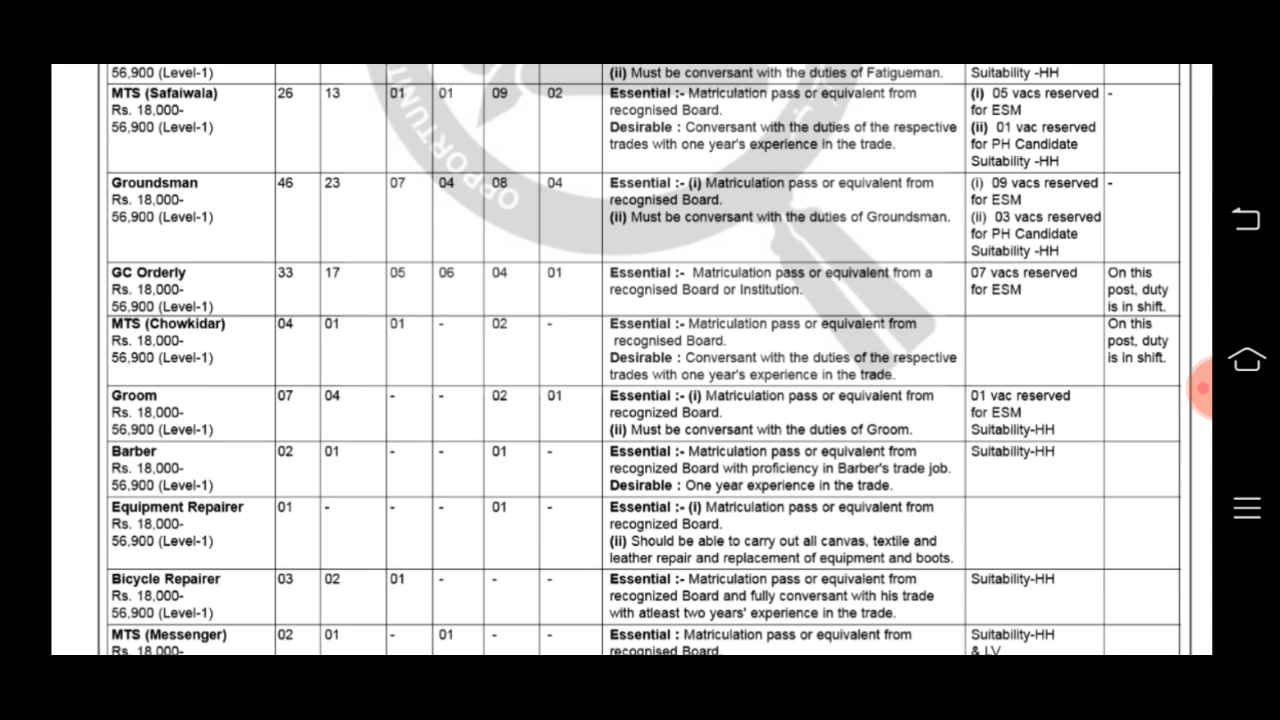 56,900 (Level-1) (ii) Must be conversant with the duties of Fatigueman. Suitability -HH
MTS (Safaiwala) 26 13 01 01 09 02 Essential :- Matriculation pass or equivalent from (i) 05 vacs reserved -
Rs. 18,000- recognised Board. for ESM
56,900 (Level-1) Desirable : Conversant with the duties of the respective (ii) 01 vac reserved
trades with one year's experience in the trade. for PH Candidate
Suitability -HH
Groundsman 46 23 07 04 08 04 Essential :- (i) Matriculation pass or equivalent from (i) 09 vacs reserved -
Rs. 18,000- recognised Board. for ESM
56,900 (Level-1) (ii) Must be conversant with the duties of Groundsman. (ii) 03 vacs reserved
for PH Candidate
Suitability -HH
GC Orderly 33 17 05 06 04 01 Essential :- Matriculation pass or equivalent from a 07 vacs reserved On this
Rs. 18,000- recognised Board or Institution. for ESM post, duty
56,900 (Level-1) is in shift.
MTS (Chowkidar) 04 01 01 - 02 - Essential :- Matriculation pass or equivalent from On this
Rs. 18,000- recognised Board. post, duty
56,900 (Level-1) Desirable : Conversant with the duties of the respective is in shift.
trades with one year's experience in the trade.
Groom 07 04 - - 02 01 Essential :- (i) Matriculation pass or equivalent from 01 vac reserved
Rs. 18,000- recognized Board. for ESM
56,900 (Level-1) (ii) Must be conversant with the duties of Groom. Suitability-HH
Barber 02 01 - - 01 - Essential :- Matriculation pass or equivalent from Suitability-HH
Rs. 18,000- recognized Board with proficiency in Barber's trade job.
56,900 (Level-1) Desirable : One year experience in the trade.
Equipment Repairer 01 - - - 01 - Essential :- (i) Matriculation pass or equivalent from
Rs. 18,000- recognized Board.
56,900 (Level-1) (ii) Should be able to carry out all canvas, textile and
leather repair and replacement of equipment and boots.
Bicycle Repairer 03 02 01 - - - Essential :- Matriculation pass or equivalent from Suitability-HH
Rs. 18,000- recognized Board and fully conversant with his trade
56,900 (Level-1) with atleast two years' experience in the trade.
MTS (Messenger) 02 01 - 01 - - Essential : Matriculation pass or equivalent from Suitability-HH
Rs. 18,000- recognised Board. & LV